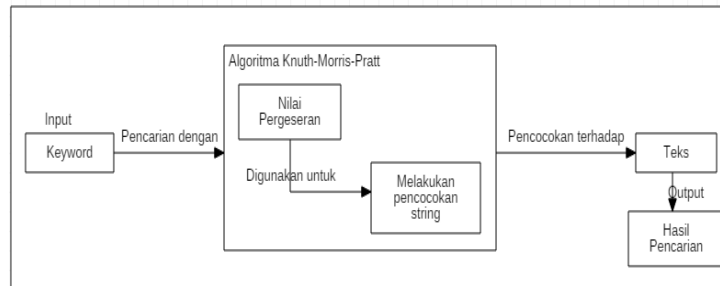 Algoritma Knuth-Morris-Pratt
Nilai
Pergeseran
Input
Keyword
Pencarian dengan
Digunakan untuk
Melakukan
pencocokan
string
Pencocokan terhadap
Teks
Output
Hasil
Pencarian